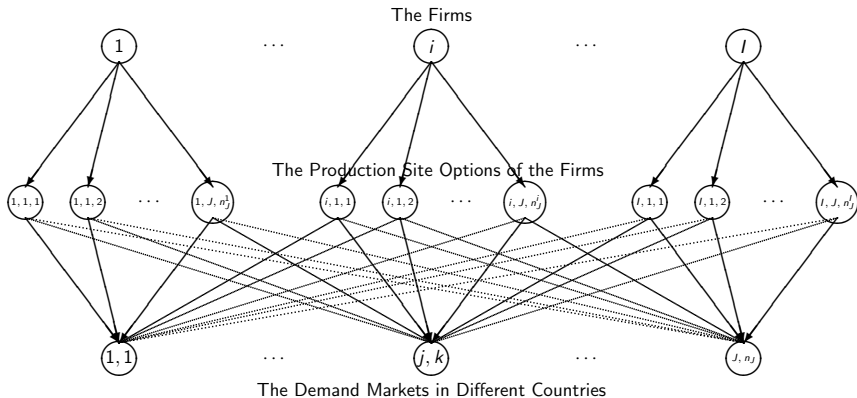 The Firms
1 ··· i ··· I
The Production Site Options of the Firms
1, 1, 1 1, 1, 2 ··· 1, J, n_J^1 i, 1, 1 i, 1, 2 ··· i, J, n_J^i I, 1, 1 I, 1, 2 ··· I, J, n_J^I
1, 1 ··· j, k ··· J, n_J
The Demand Markets in Different Countries